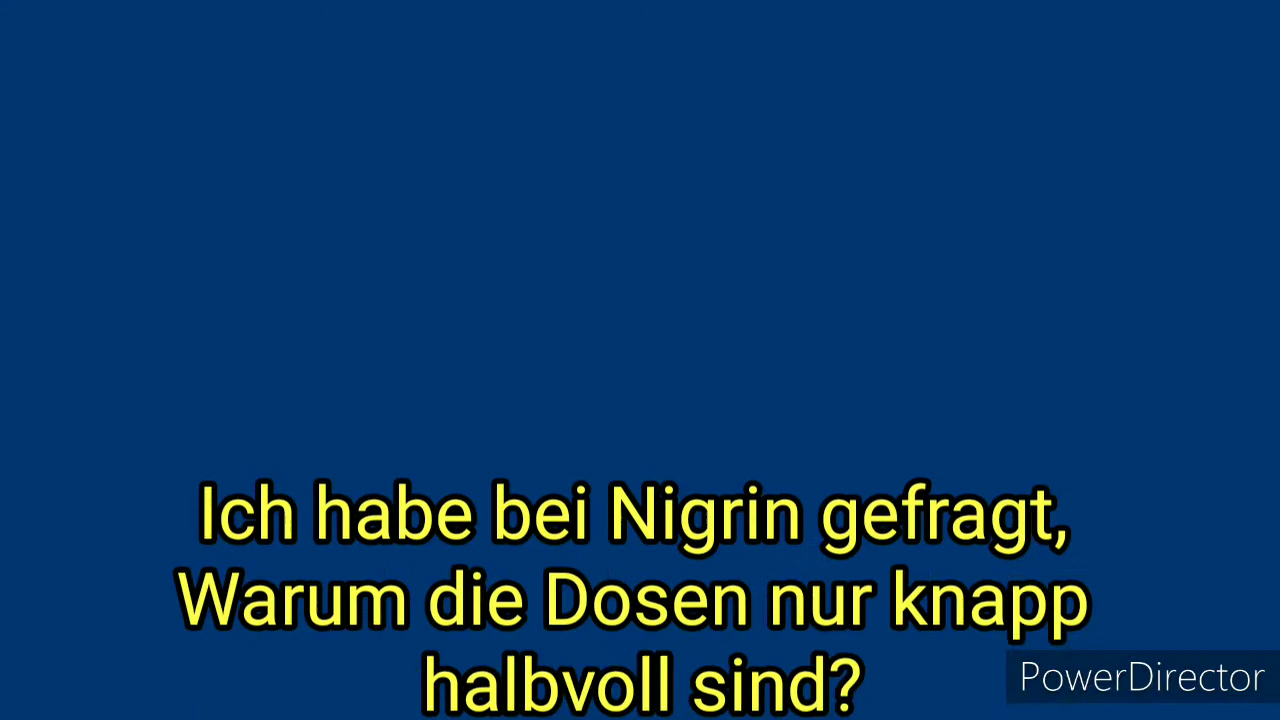 Ich habe bei Nigrin gefragt,
Warum die Dosen nur knapp
halbvoll sind?
PowerDirector